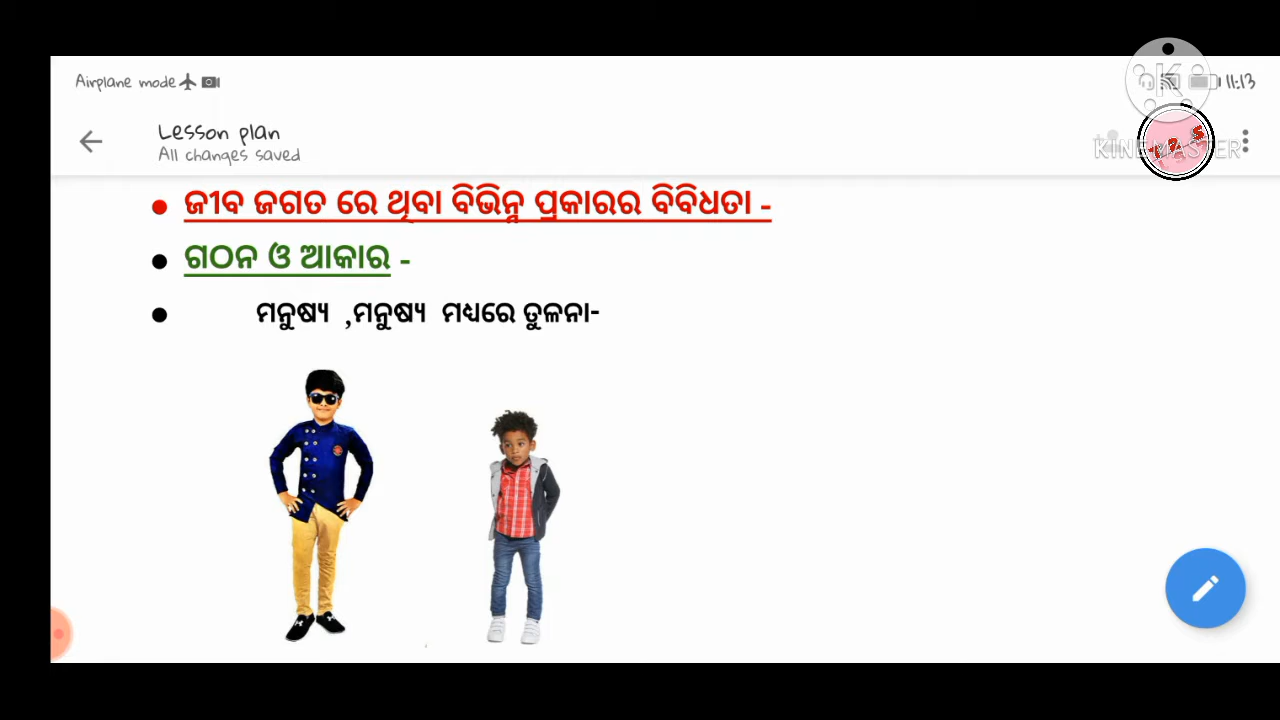 Airplane mode 11:13
Lesson plan
All changes saved
KINEMASTER
ଜୀବ ଜଗତ ରେ ଥିବା ବିଭିନ୍ନ ପ୍ରକାରର ବିବିଧତା -
ଗଠନ ଓ ଆକାର -
ମନୁଷ୍ୟ ,ମନୁଷ୍ୟ ମଧ୍ୟରେ ତୁଳନା-